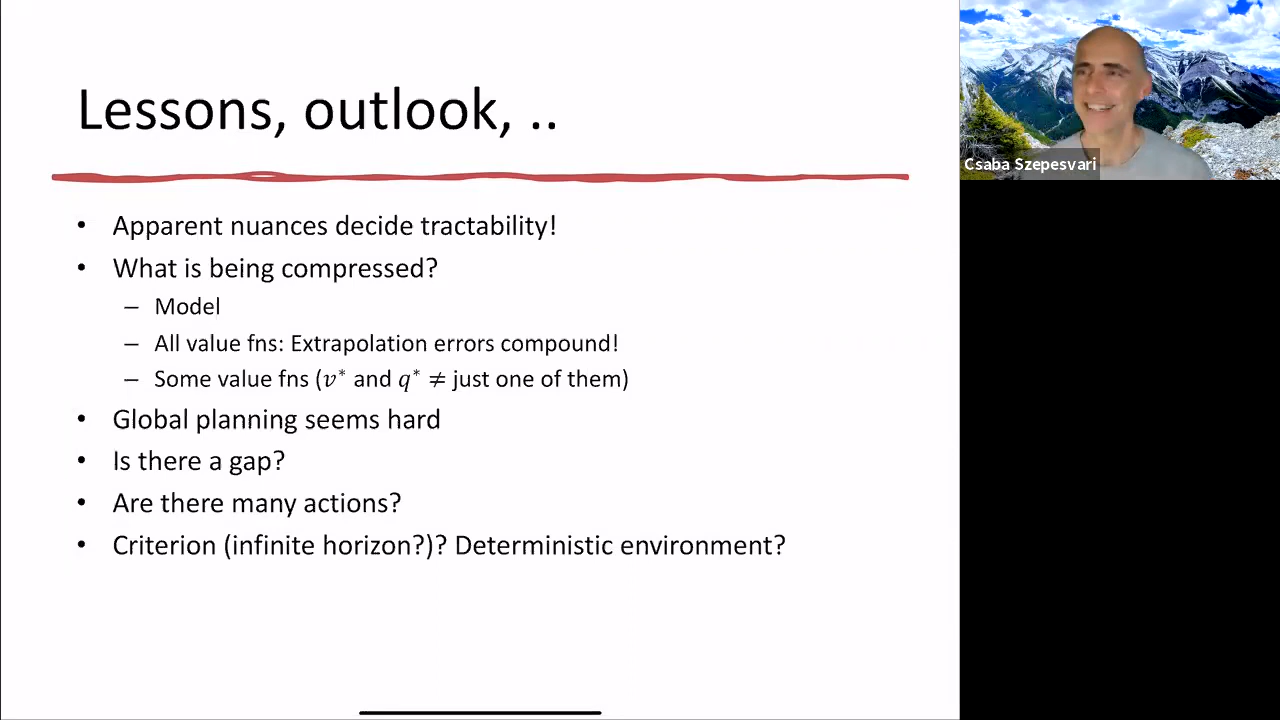 Lessons, outlook, ..
• Apparent nuances decide tractability!
• What is being compressed?
– Model
– All value fns: Extrapolation errors compound!
– Some value fns (𝑣* and 𝑞* ≠ just one of them)
• Global planning seems hard
• Is there a gap?
• Are there many actions?
• Criterion (infinite horizon?)? Deterministic environment?
Csaba Szepesvari